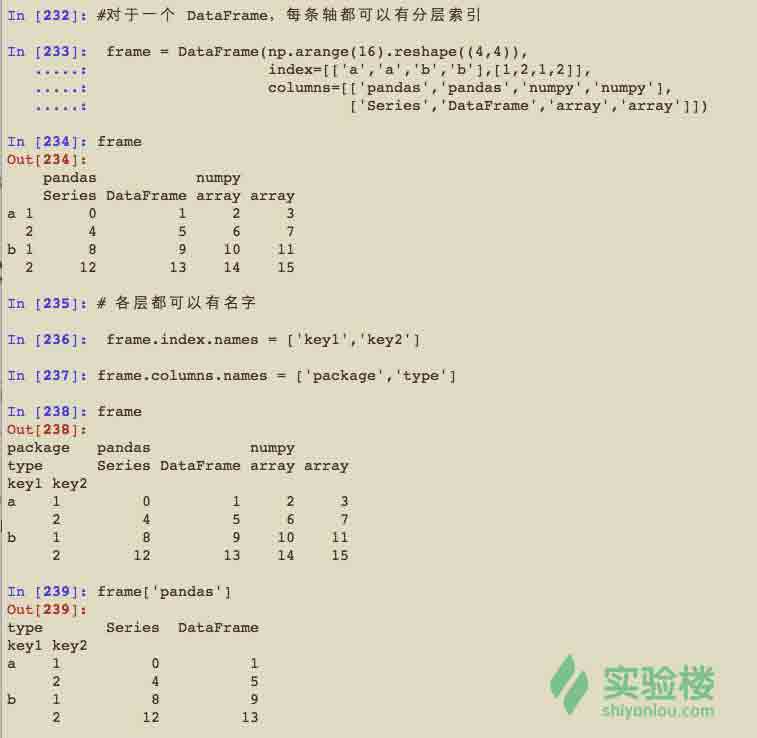 In [232]: #对于一个 DataFrame，每条轴都可以有分层索引
In [233]:  frame = DataFrame(np.arange(16).reshape((4,4)),
   .....:                     index=[['a','a','b','b'],[1,2,1,2]],
   .....:                     columns=[['pandas','pandas','numpy','numpy'],
   .....:                              ['Series','DataFrame','array','array']])
In [234]: frame
Out[234]:
    pandas           numpy
    Series DataFrame array array
a 1      0         1     2     3
  2      4         5     6     7
b 1      8         9    10    11
  2     12        13    14    15
In [235]: # 各层都可以有名字
In [236]:  frame.index.names = ['key1','key2']
In [237]: frame.columns.names = ['package','type']
In [238]: frame
Out[238]:
package   pandas           numpy
type      Series DataFrame array array
key1 key2
a    1         0         1     2     3
     2         4         5     6     7
b    1         8         9    10    11
     2        12        13    14    15
In [239]: frame['pandas']
Out[239]:
type       Series  DataFrame
key1 key2
a    1          0          1
     2          4          5
b    1          8          9
     2         12         13
实验楼
shiyanlou.com